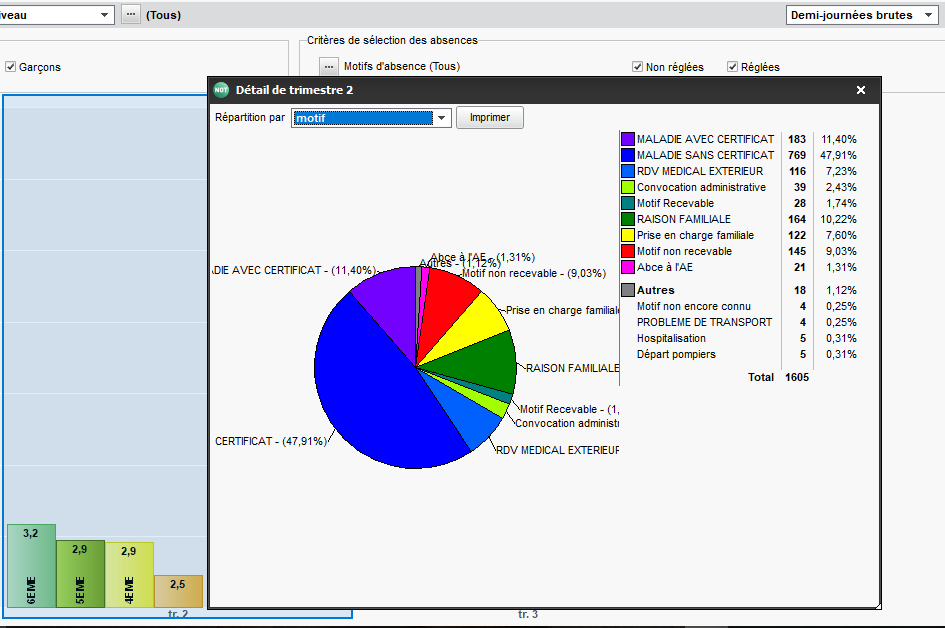 iveau ... (Tous) Demi-journées brutes
Critères de sélection des absences
Garçons ... Motifs d'absence (Tous) Non réglées Réglées
NOT Détail de trimestre 2
Répartition par motif Imprimer
MALADIE AVEC CERTIFICAT 183 11,40%
MALADIE SANS CERTIFICAT 769 47,91%
RDV MEDICAL EXTERIEUR 116 7,23%
Convocation administrative 39 2,43%
Motif Recevable 28 1,74%
RAISON FAMILIALE 164 10,22%
Prise en charge familiale 122 7,60%
Motif non recevable 145 9,03%
Abce à l'AE 21 1,31%
Autres 18 1,12%
Motif non encore connu 4 0,25%
PROBLEME DE TRANSPORT 4 0,25%
Hospitalisation 5 0,31%
Départ pompiers 5 0,31%
Total 1605
Abce à l'AE - (1,31%)
Autres - (1,12%)
DIE AVEC CERTIFICAT - (11,40%)
Motif non recevable - (9,03%)
Prise en charge familiale
RAISON FAMILIALE
Motif Recevable - (1,
Convocation administr
CERTIFICAT - (47,91%)
RDV MEDICAL EXTERIEUR
3,2
2,9
2,9
2,5
6EME
5EME
4EME
tr. 2
tr. 3